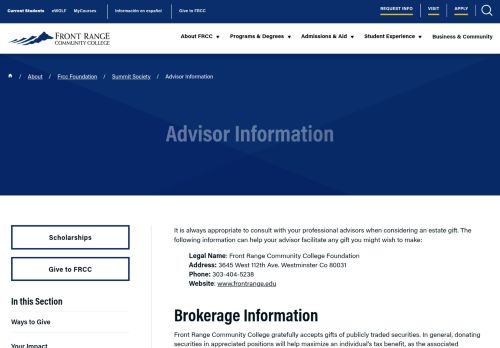 Current Students eWOLF MyCourses Información en español Give to FRCC REQUEST INFO VISIT APPLY
FRONT RANGE
COMMUNITY COLLEGE
About FRCC Programs & Degrees Admissions & Aid Student Experience Business & Community
/ About / Frcc Foundation / Summit Society / Advisor Information
Advisor Information
Scholarships
Give to FRCC
In this Section
Ways to Give
Your Impact
It is always appropriate to consult with your professional advisors when considering an estate gift. The
following information can help your advisor facilitate any gift you might wish to make:
Legal Name: Front Range Community College Foundation
Address: 3645 West 112th Ave. Westminster Co 80031
Phone: 303-404-5238
Website: www.frontrange.edu
Brokerage Information
Front Range Community College gratefully accepts gifts of publicly traded securities. In general, donating
securities in appreciated positions will help maximize an individual's tax benefit, as the associated